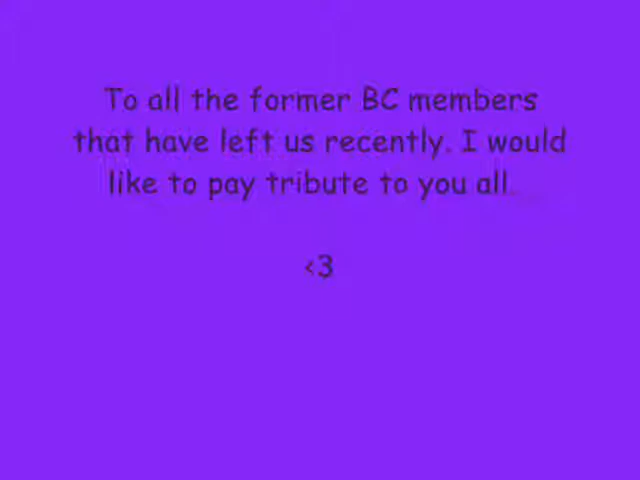 To all the former BC members
that have left us recently. I would
like to pay tribute to you all.
<3